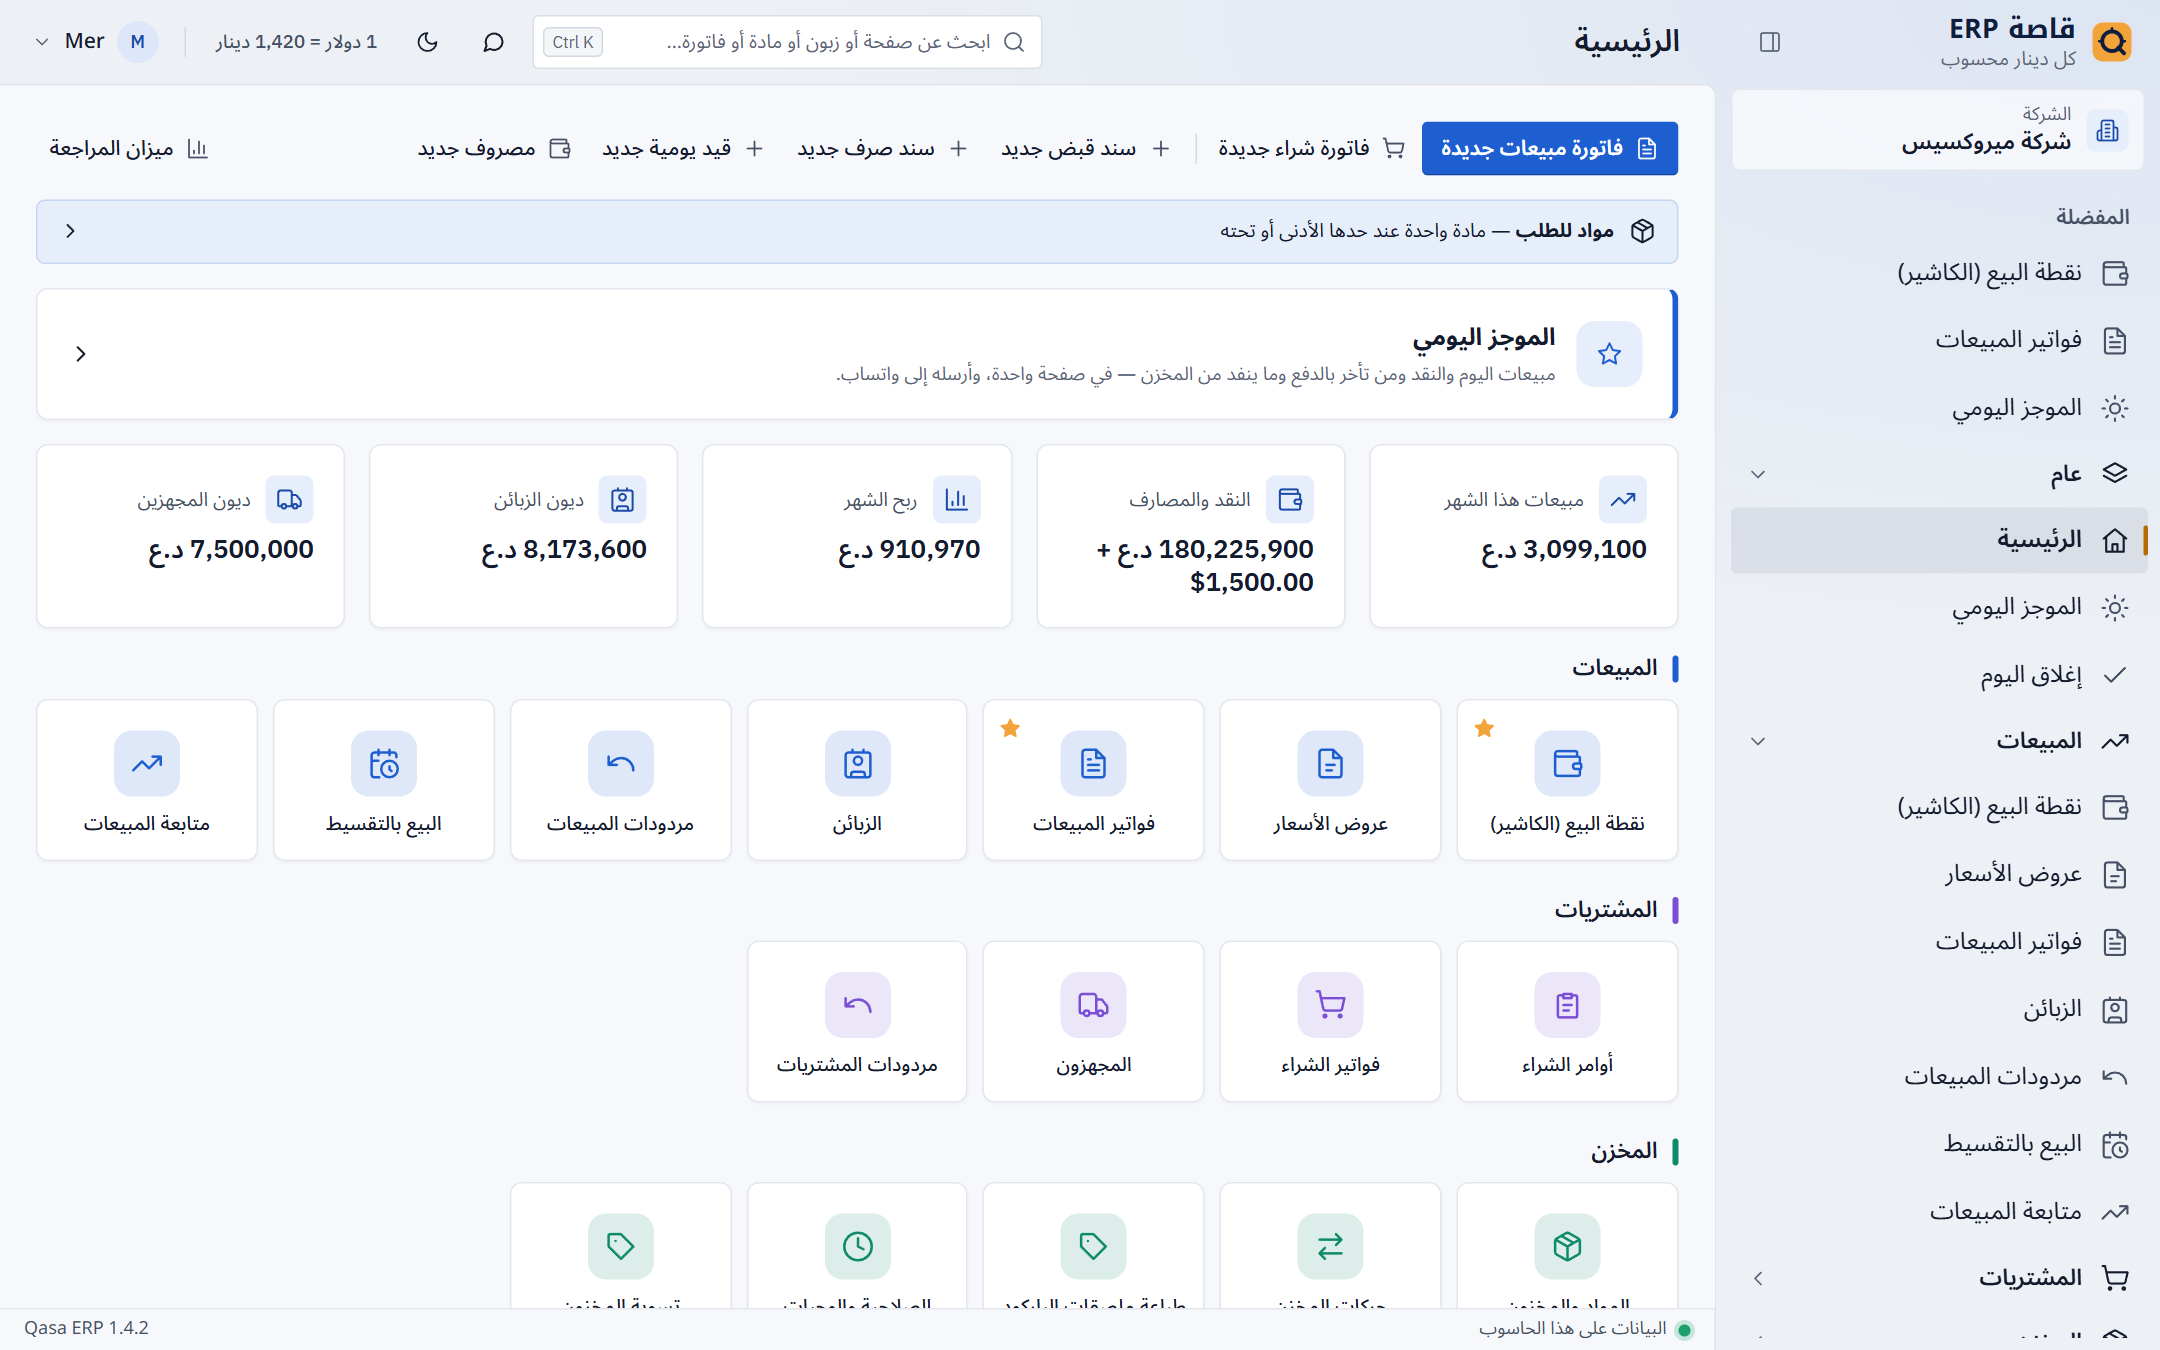 قاصة ERP
كل دينار محسوب
الرئيسية
ابحث عن صفحة أو زبون أو مادة أو فاتورة...
Ctrl K
1 دولار = 1,420 دينار
M
Mer
الشركة
شركة ميروكسيس
المفضلة
نقطة البيع (الكاشير)
فواتير المبيعات
الموجز اليومي
عام
الرئيسية
الموجز اليومي
إغلاق اليوم
المبيعات
نقطة البيع (الكاشير)
عروض الأسعار
فواتير المبيعات
الزبائن
مردودات المبيعات
البيع بالتقسيط
متابعة المبيعات
المشتريات
فاتورة مبيعات جديدة
فاتورة شراء جديدة
سند قبض جديد
سند صرف جديد
قيد يومية جديد
مصروف جديد
ميزان المراجعة
مواد للطلب — مادة واحدة عند حدها الأدنى أو تحته
الموجز اليومي
مبيعات اليوم والنقد ومن تأخر بالدفع وما ينفد من المخزن — في صفحة واحدة، وأرسله إلى واتساب.
مبيعات هذا الشهر
3,099,100 د.ع
النقد والمصارف
180,225,900 د.ع +
$1,500.00
ربح الشهر
910,970 د.ع
ديون الزبائن
8,173,600 د.ع
ديون المجهزين
7,500,000 د.ع
المبيعات
نقطة البيع (الكاشير)
عروض الأسعار
فواتير المبيعات
الزبائن
مردودات المبيعات
البيع بالتقسيط
متابعة المبيعات
المشتريات
أوامر الشراء
فواتير الشراء
المجهزون
مردودات المشتريات
المخزن
البيانات على هذا الحاسوب
Qasa ERP 1.4.2